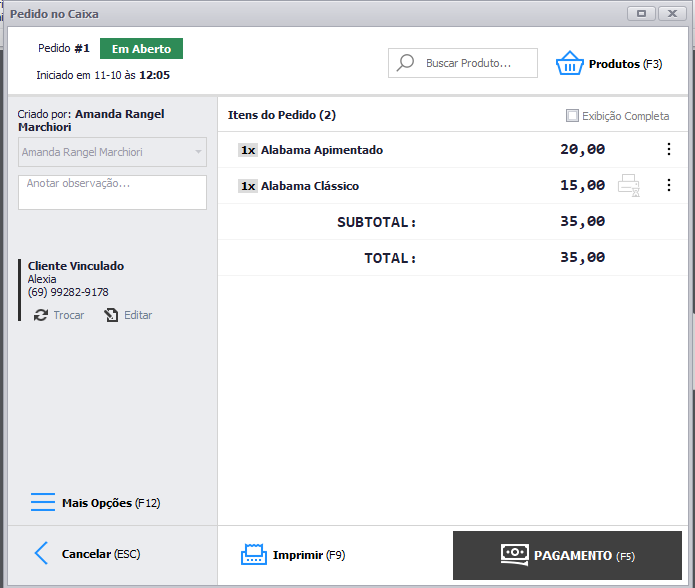 Pedido no Caixa
Pedido #1 Em Aberto
Iniciado em 11-10 às 12:05
Buscar Produto...
Produtos (F3)
Criado por: Amanda Rangel
Marchiori
Amanda Rangel Marchiori
Anotar observação...
Cliente Vinculado
Alexia
(69) 99282-9178
Trocar Editar
Mais Opções (F12)
Cancelar (ESC)
Itens do Pedido (2) Exibição Completa
1x Alabama Apimentado 20,00
1x Alabama Clássico 15,00
SUBTOTAL: 35,00
TOTAL: 35,00
Imprimir (F9)
PAGAMENTO (F5)